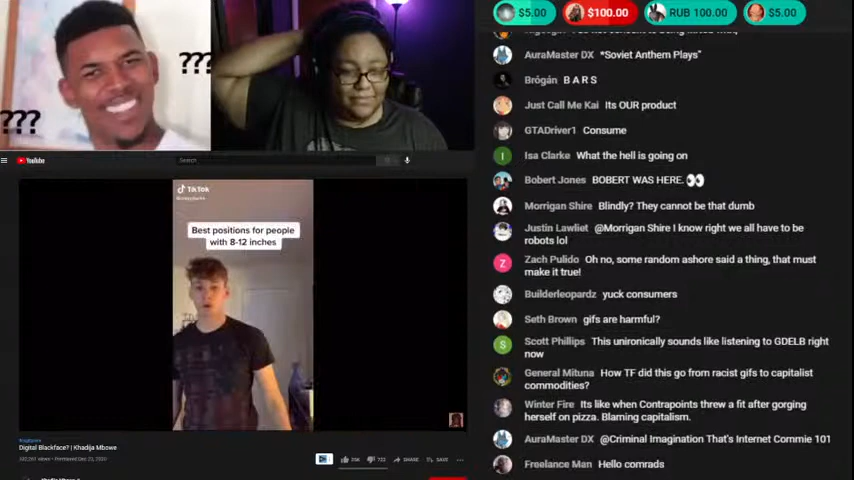 $5.00
$100.00
RUB 100.00
$5.00
???
???
AuraMaster DX *Soviet Anthem Plays"
Brógán B A R S
Just Call Me Kai Its OUR product
GTADriver1 Consume
Isa Clarke What the hell is going on
Bobert Jones BOBERT WAS HERE.
Morrigan Shire Blindly? They cannot be that dumb
Justin Lawliet @Morrigan Shire I know right we all have to be
robots lol
Zach Pulido Oh no, some random ashore said a thing, that must
make it true!
Builderleopardz yuck consumers
Seth Brown gifs are harmful?
Scott Phillips This unironically sounds like listening to GDELB right
now
General Mituna How TF did this go from racist gifs to capitalist
commodities?
Winter Fire Its like when Contrapoints threw a fit after gorging
herself on pizza. Blaming capitalism.
AuraMaster DX @Criminal Imagination That's Internet Commie 101
Freelance Man Hello comrads
YouTube
Search
TikTok
Best positions for people
with 8-12 inches
Digital Blackface? | Khadija Mbowe
722
SHARE
SAVE